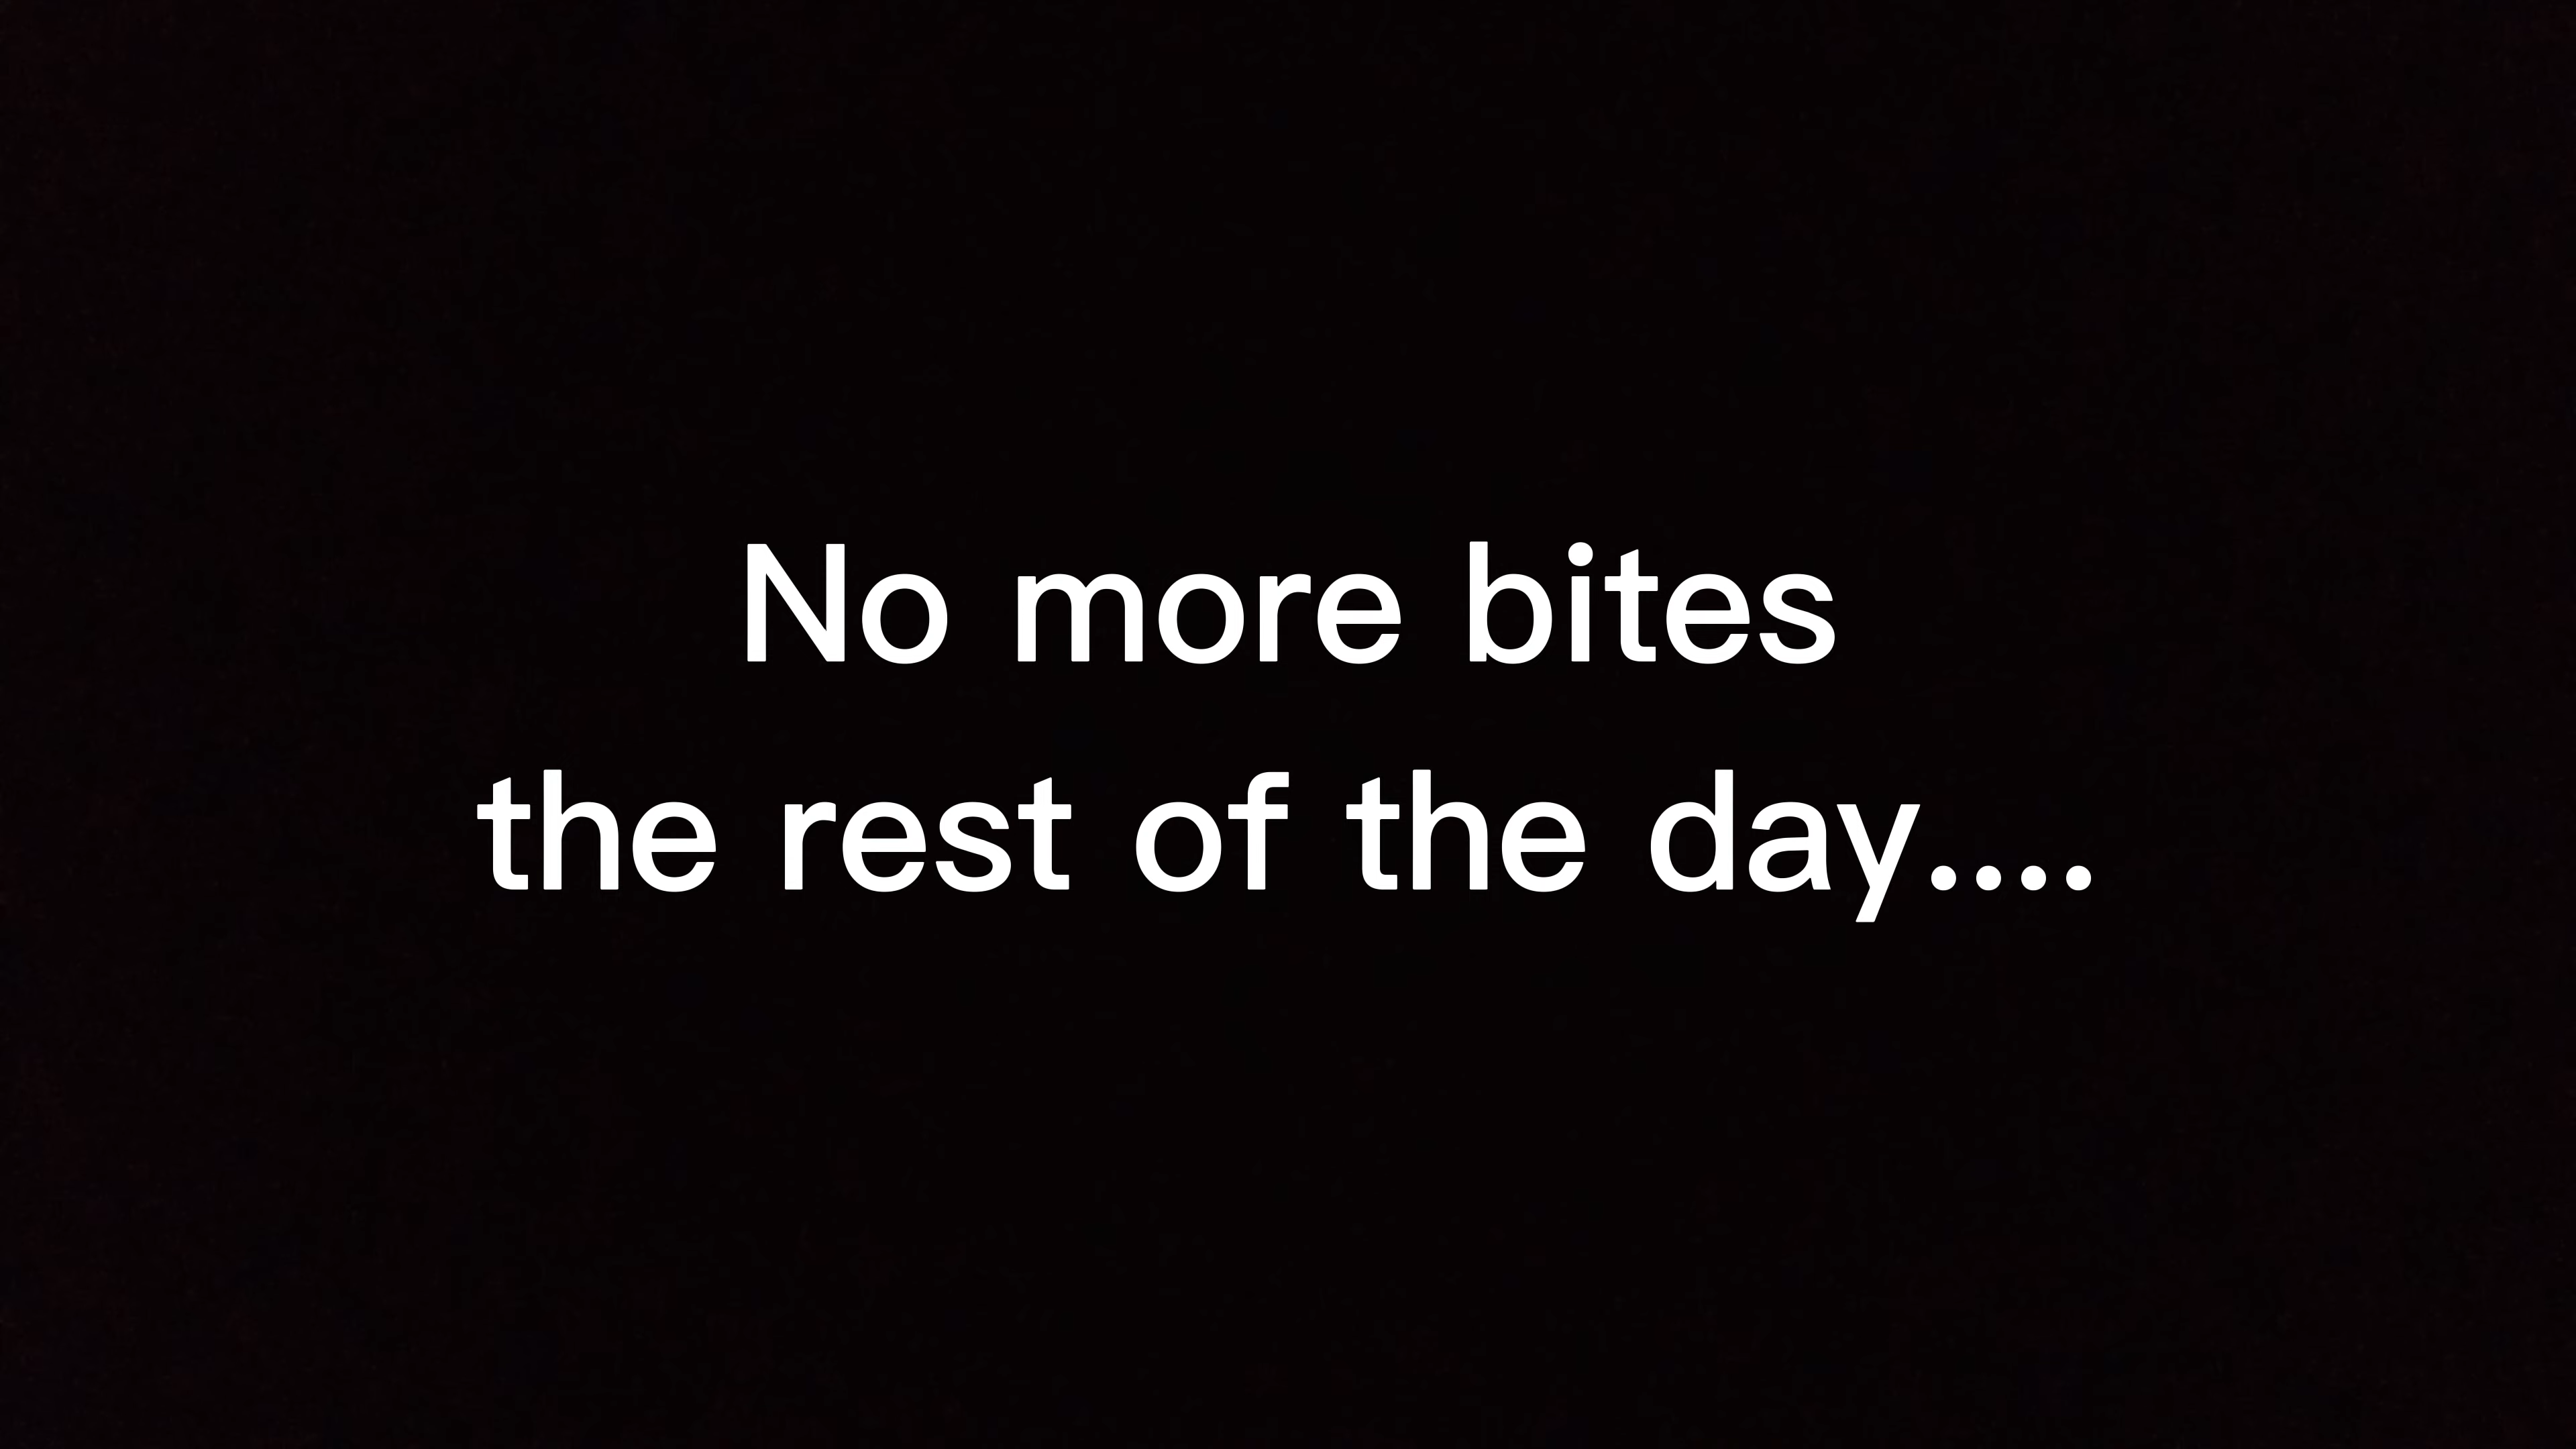 No more bites
the rest of the day....